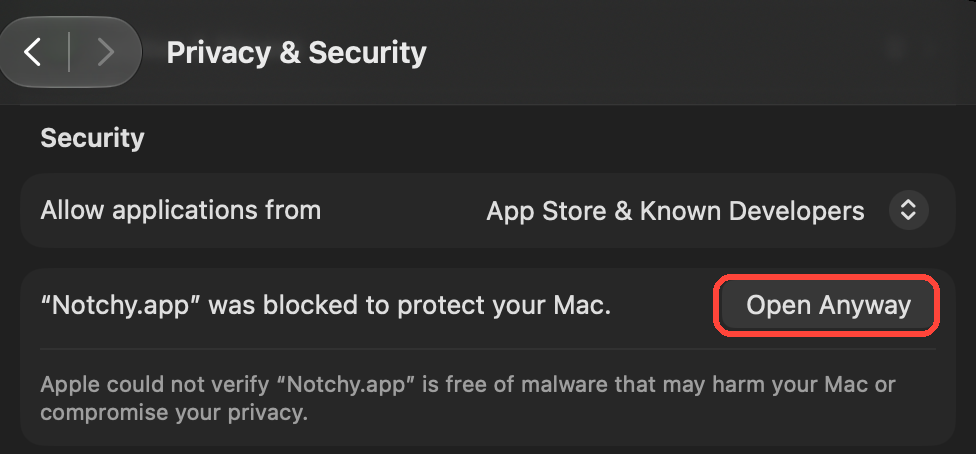 Privacy & Security
Security
Allow applications from
App Store & Known Developers
“Notchy.app” was blocked to protect your Mac.
Open Anyway
Apple could not verify “Notchy.app” is free of malware that may harm your Mac or
compromise your privacy.